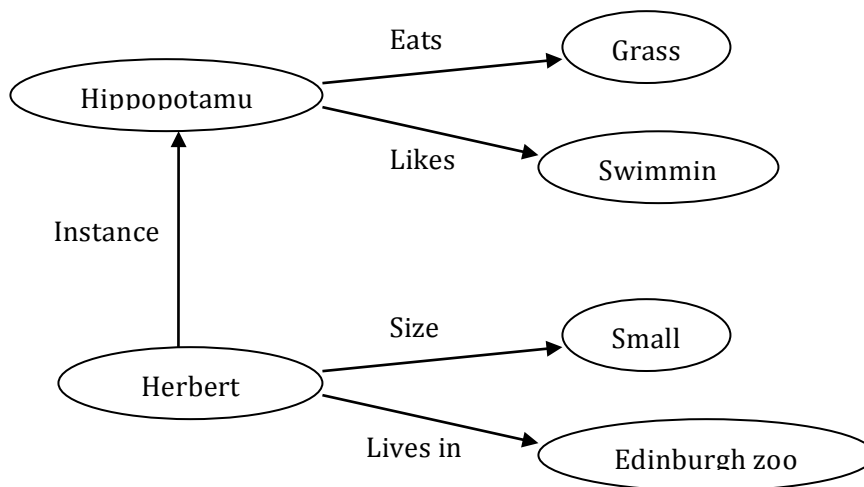 Eats
Grass
Hippopotamu
Likes
Swimmin
Instance
Size
Small
Herbert
Lives in
Edinburgh zoo